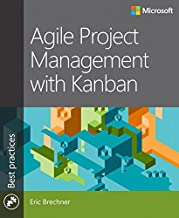 Microsoft
Agile Project
Management
with Kanban
Best practices
Eric Brechner